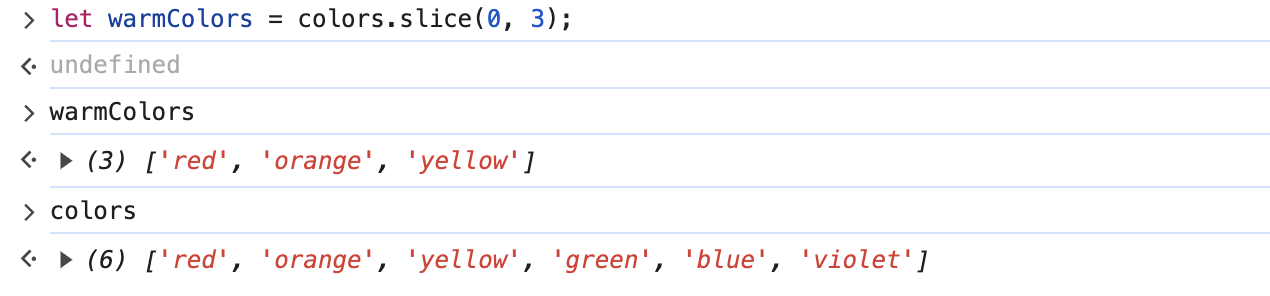 > let warmColors = colors.slice(0, 3);
undefined
> warmColors
(3) ['red', 'orange', 'yellow']
> colors
(6) ['red', 'orange', 'yellow', 'green', 'blue', 'violet']